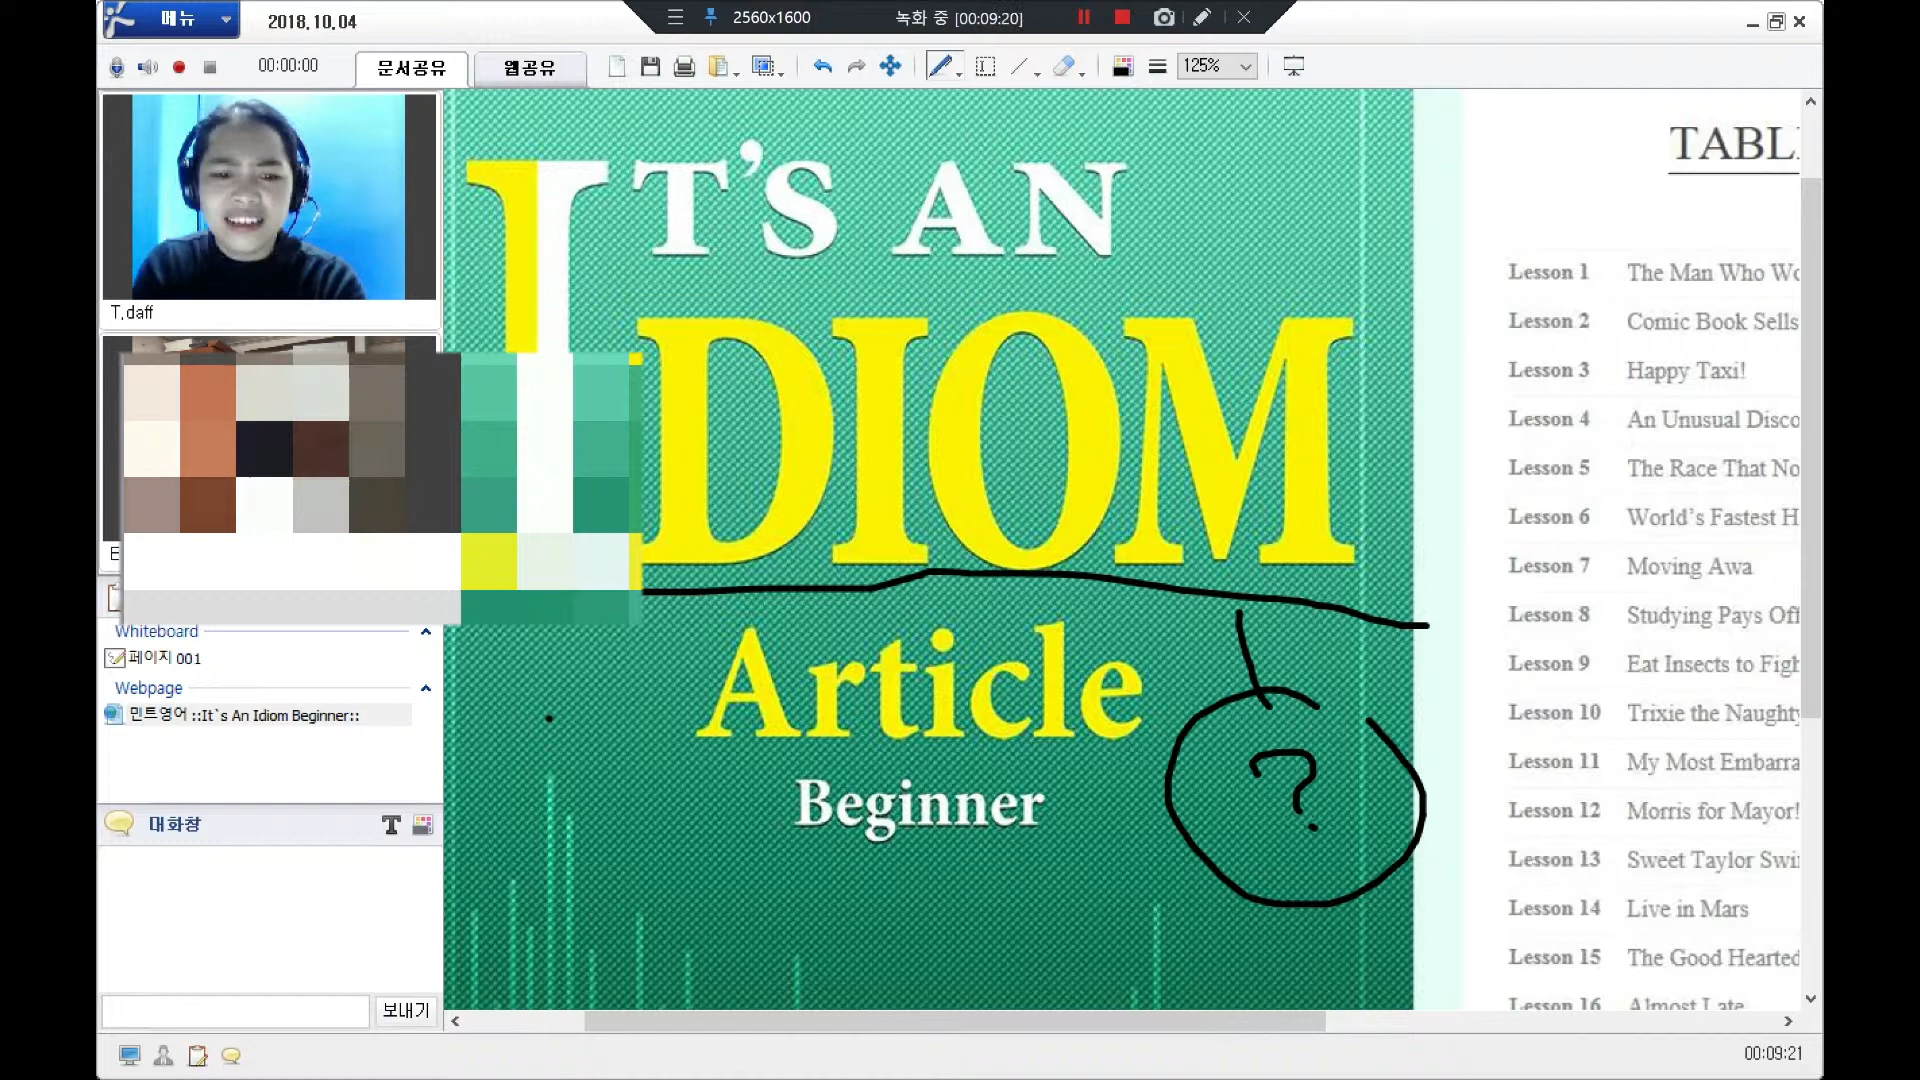 메뉴
2018.10.04
2560x1600
녹화 중 [00:09:20]
00:00:00
문서공유
웹공유
125%
T.daff
E
Whiteboard
페이지 001
Webpage
민트영어 ::It`s An Idiom Beginner::
대화창
T
보내기
IT'S AN
IDIOM
Article
Beginner
?
TABL
Lesson 1 The Man Who Wo
Lesson 2 Comic Book Sells
Lesson 3 Happy Taxi!
Lesson 4 An Unusual Disco
Lesson 5 The Race That No
Lesson 6 World's Fastest H
Lesson 7 Moving Awa
Lesson 8 Studying Pays Off
Lesson 9 Eat Insects to Figh
Lesson 10 Trixie the Naughty
Lesson 11 My Most Embarra
Lesson 12 Morris for Mayor!
Lesson 13 Sweet Taylor Swi
Lesson 14 Live in Mars
Lesson 15 The Good Hearted
Lesson 16 Almost Late
00:09:21